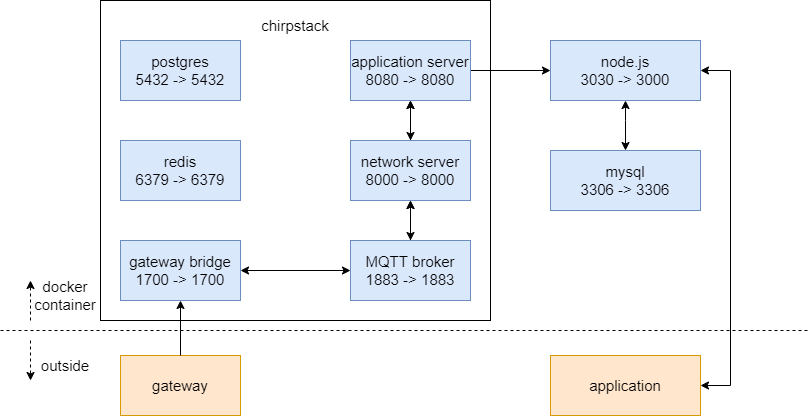 chirpstack
postgres
5432 -> 5432
application server
8080 -> 8080
node.js
3030 -> 3000
redis
6379 -> 6379
network server
8000 -> 8000
mysql
3306 -> 3306
gateway bridge
1700 -> 1700
MQTT broker
1883 -> 1883
docker
container
outside
gateway
application